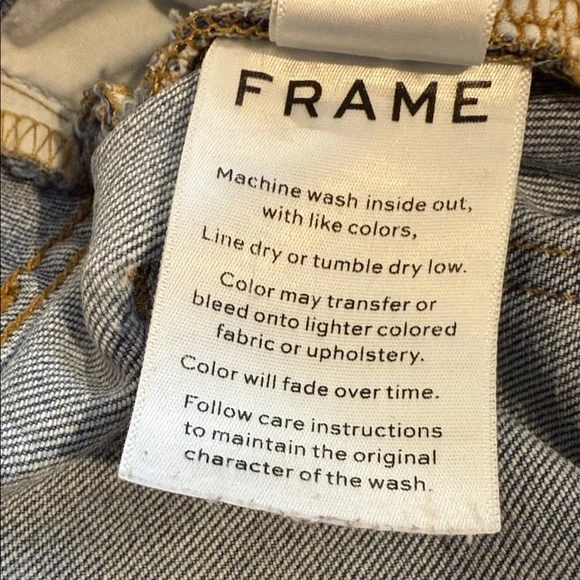 FRAME
Machine wash inside out,
with like colors,
Line dry or tumble dry low.
Color may transfer or
bleed onto lighter colored
fabric or upholstery.
Color will fade over time.
Follow care instructions
to maintain the original
character of the wash.